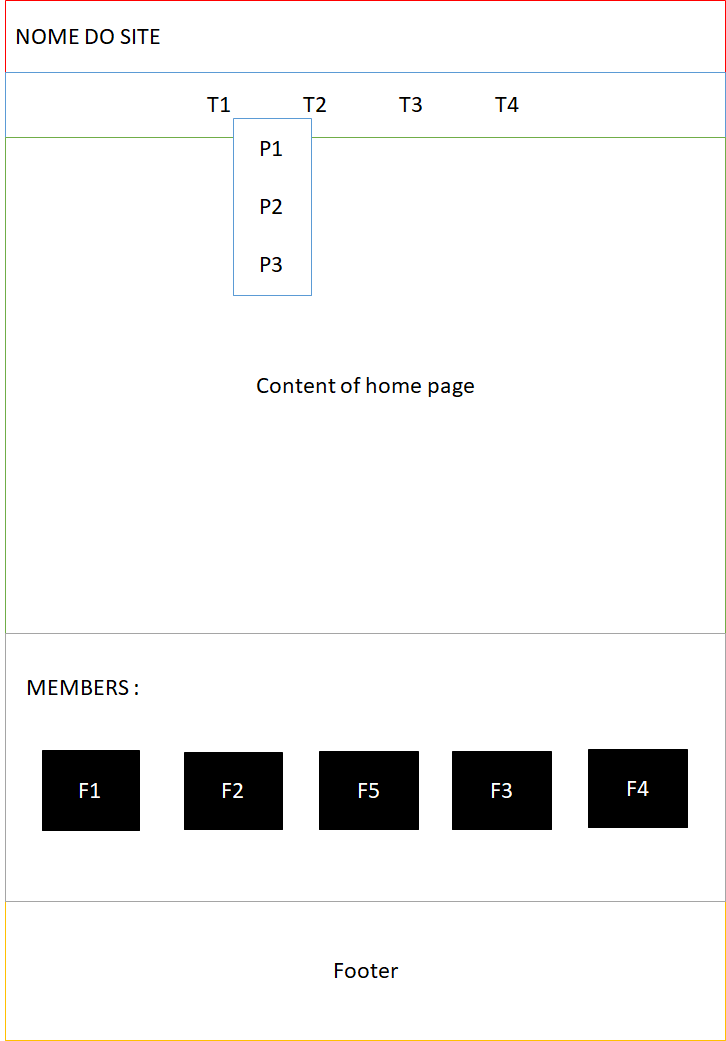 NOME DO SITE
T1 T2 T3 T4
P1
P2
P3
Content of home page
MEMBERS :
F1 F2 F5 F3 F4
Footer